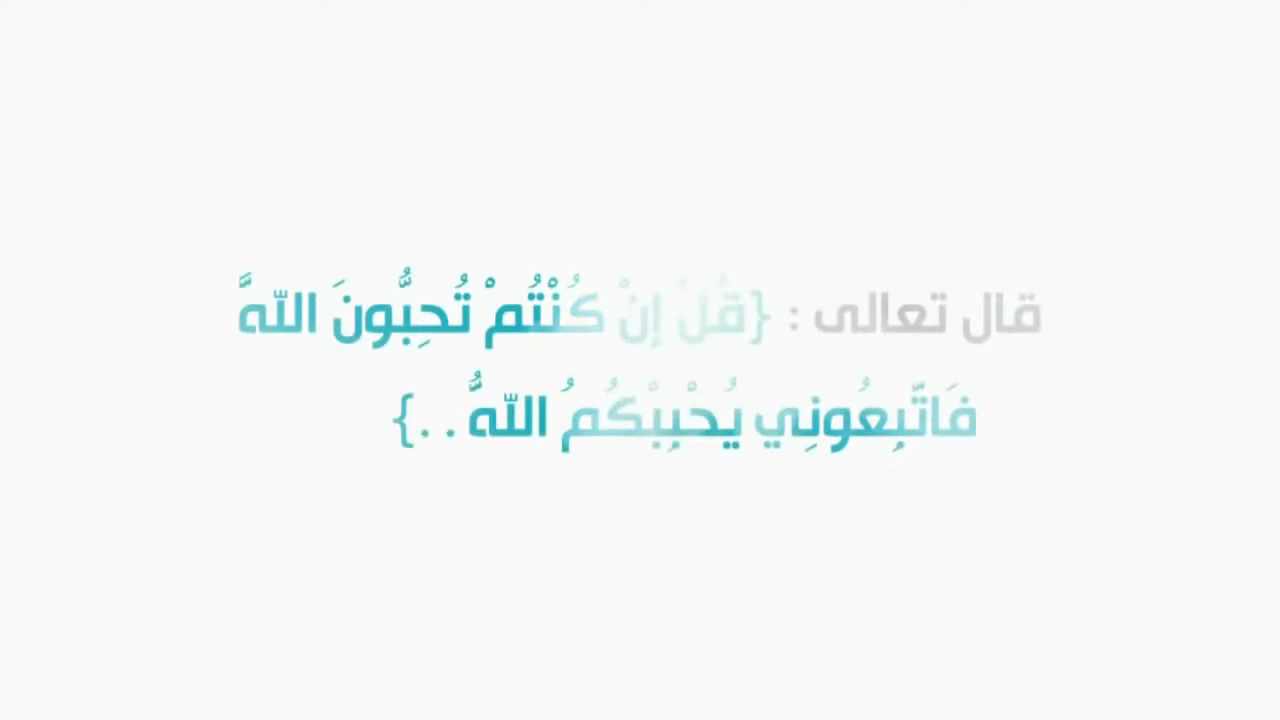 قال تعالى : {قُلْ إِنْ كُنْتُمْ تُحِبُّونَ اللَّهَ
فَاتَّبِعُونِي يُحْبِبْكُمُ اللَّهُ . .}